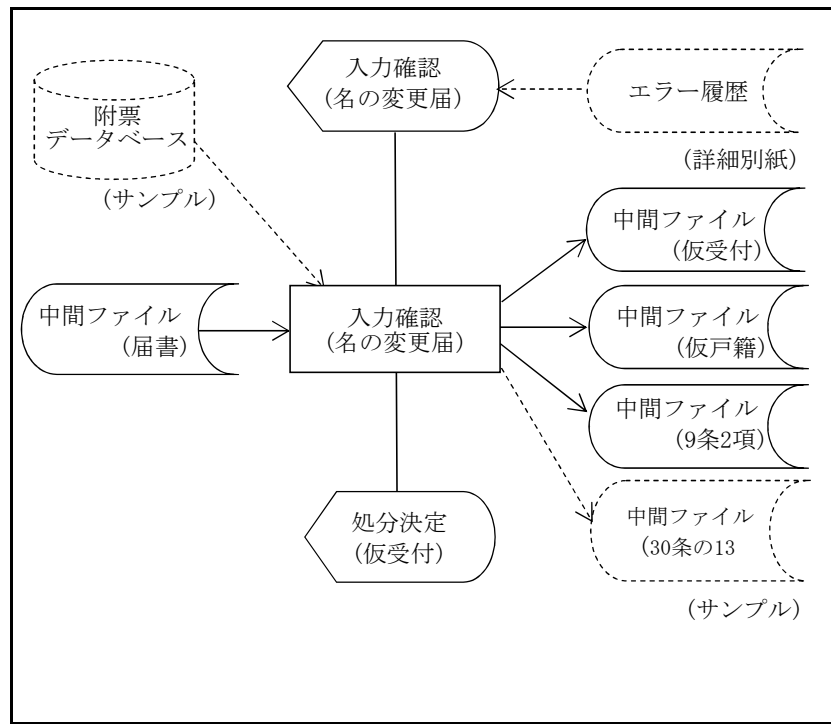 入力確認
(名の変更届)
エラー履歴
(詳細別紙)
附票
データベース
(サンプル)
中間ファイル
(仮受付)
中間ファイル
(届書)
入力確認
(名の変更届)
中間ファイル
(仮戸籍)
中間ファイル
(9条2項)
処分決定
(仮受付)
中間ファイル
(30条の13
(サンプル)